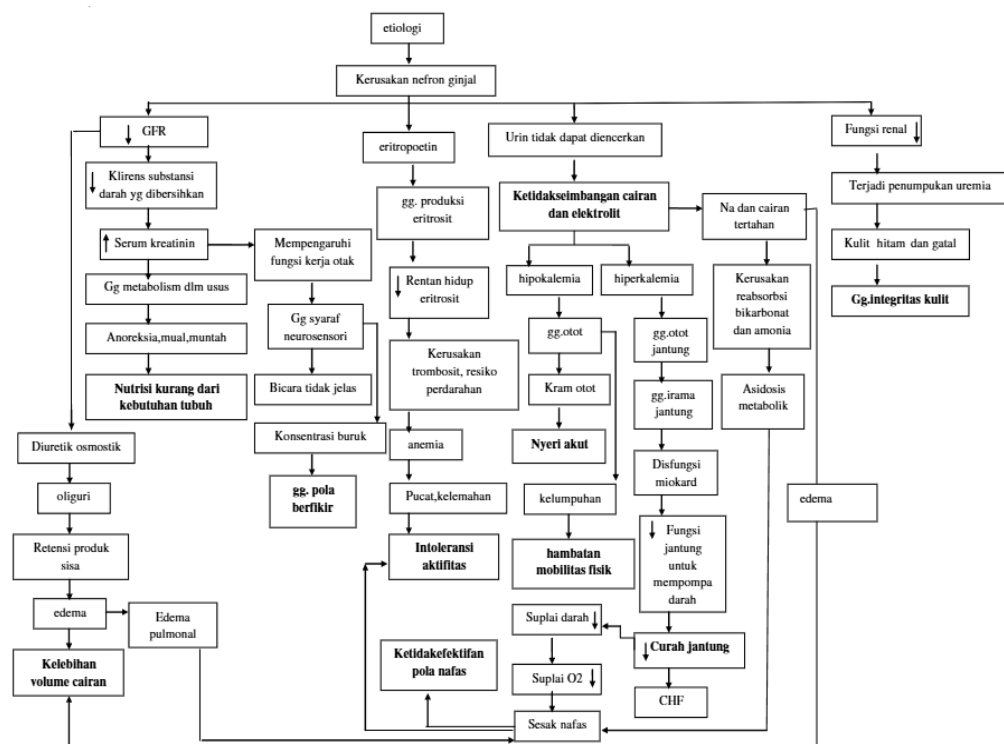 etiologi
Kerusakan nefron ginjal
GFR
Klirens substansi
darah yg dibersihkan
Serum kreatinin
Gg metabolism dlm usus
Anoreksia,mual,muntah
Nutrisi kurang dari
kebutuhan tubuh
Diuretik osmostik
oliguri
Retensi produk
sisa
edema
Kelebihan
volume cairan
Edema
pulmonal
Mempengaruhi
fungsi kerja otak
Gg syaraf
neurosensori
Bicara tidak jelas
Konsentrasi buruk
gg. pola
berfikir
eritropoetin
gg. produksi
eritrosit
Rentan hidup
eritrosit
Kerusakan
trombosit, resiko
perdarahan
anemia
Pucat,kelemahan
Intoleransi
aktifitas
Urin tidak dapat diencerkan
Ketidakseimbangan cairan
dan elektrolit
hipokalemia
gg.otot
Kram otot
Nyeri akut
kelumpuhan
hambatan
mobilitas fisik
hiperkalemia
gg.otot
jantung
gg.irama
jantung
Disfungsi
miokard
Fungsi
jantung
untuk
mempompa
darah
Curah jantung
CHF
Suplai darah
Suplai O2
Sesak nafas
Ketidakefektifan
pola nafas
Na dan cairan
tertahan
Kerusakan
reabsorbsi
bikarbonat
dan amonia
Asidosis
metabolik
edema
Fungsi renal
Terjadi penumpukan uremia
Kulit hitam dan gatal
Gg.integritas kulit